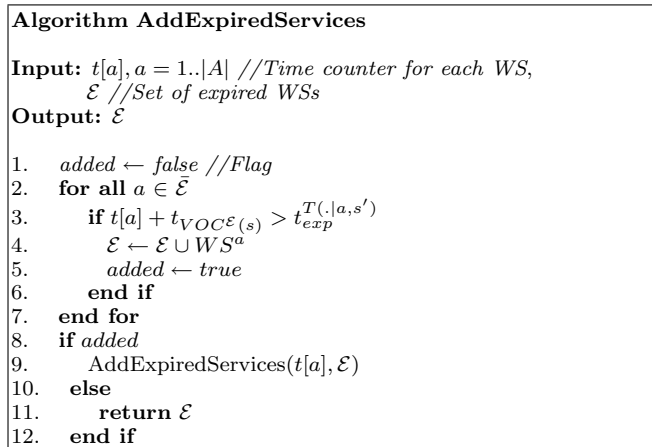 Algorithm AddExpiredServices
Input: t[a], a = 1..|A| //Time counter for each WS,
ℰ //Set of expired WSs
Output: ℰ
1. added ← false //Flag
2. for all a ∈ ℰ̄
3. if t[a] + t_{VOC^ℰ(s)} > t_{exp}^{T(.|a,s′)}
4. ℰ ← ℰ ∪ WS^a
5. added ← true
6. end if
7. end for
8. if added
9. AddExpiredServices(t[a], ℰ)
10. else
11. return ℰ
12. end if